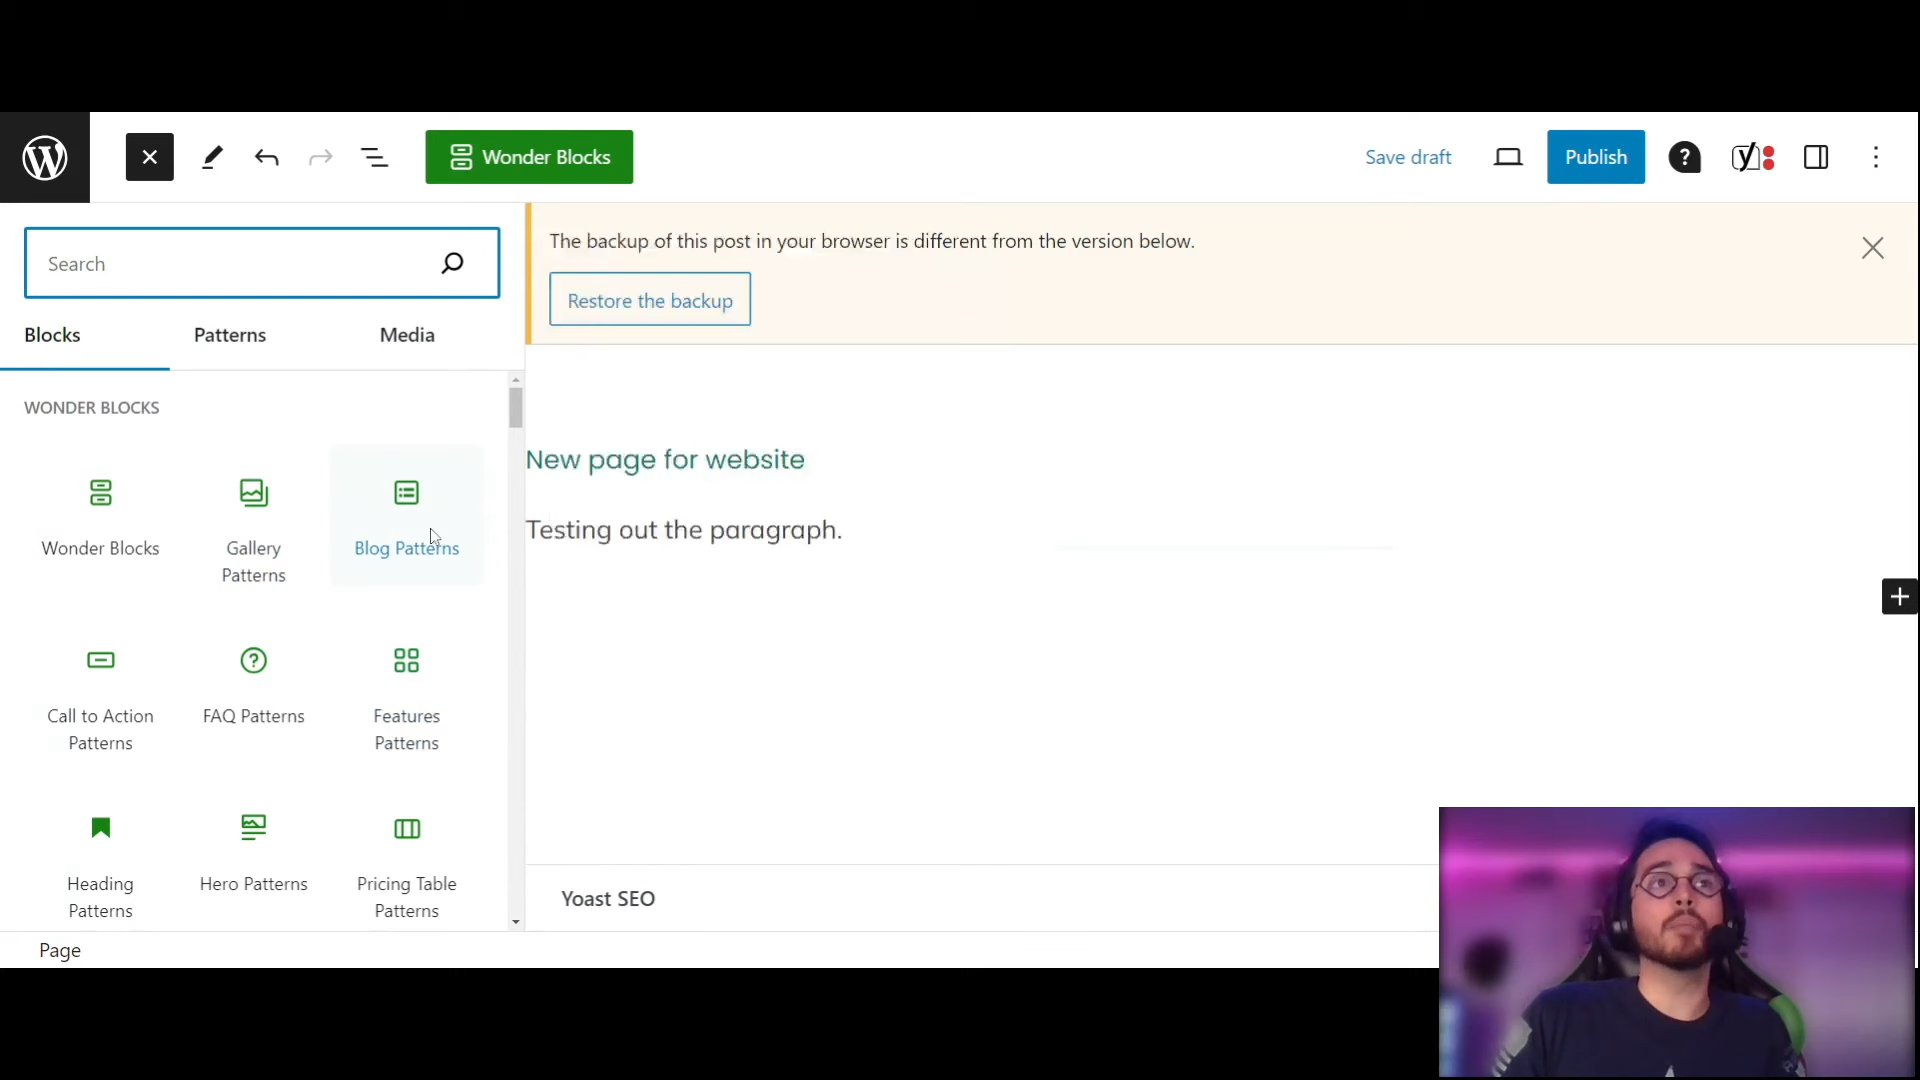 Wonder Blocks
Save draft
Publish
Search
The backup of this post in your browser is different from the version below.
Restore the backup
Blocks
Patterns
Media
WONDER BLOCKS
Wonder Blocks
Gallery
Patterns
Blog Patterns
Call to Action
Patterns
FAQ Patterns
Features
Patterns
Heading
Patterns
Hero Patterns
Pricing Table
Patterns
New page for website
Testing out the paragraph.
Yoast SEO
Page